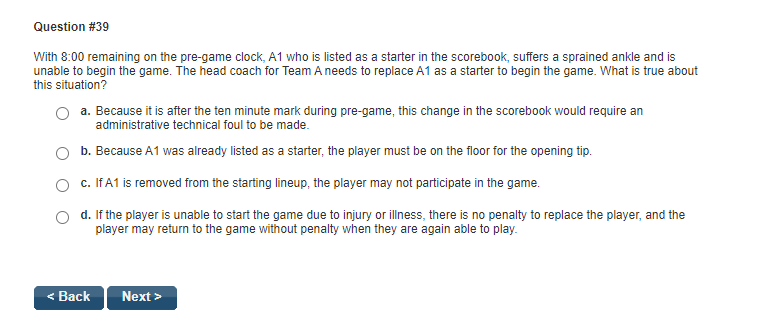 Question #39
With 8:00 remaining on the pre-game clock, A1 who is listed as a starter in the scorebook, suffers a sprained ankle and is
unable to begin the game. The head coach for Team A needs to replace A1 as a starter to begin the game. What is true about
this situation?
a. Because it is after the ten minute mark during pre-game, this change in the scorebook would require an
administrative technical foul to be made.
b. Because A1 was already listed as a starter, the player must be on the floor for the opening tip.
c. If A1 is removed from the starting lineup, the player may not participate in the game.
d. If the player is unable to start the game due to injury or illness, there is no penalty to replace the player, and the
player may return to the game without penalty when they are again able to play.
< Back Next >